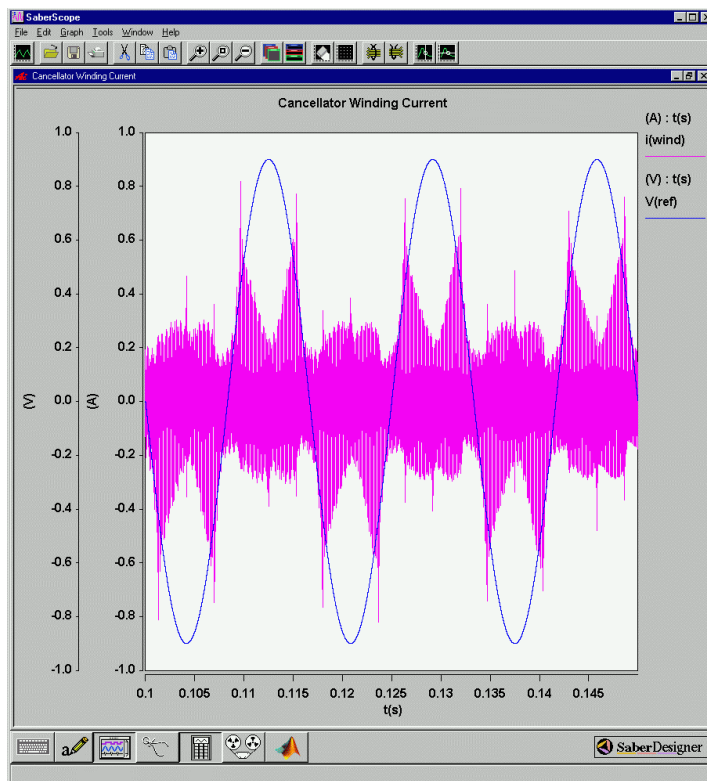 SaberScope
File Edit Graph Tools Window Help
Cancellator Winding Current
Cancellator Winding Current
(A) : t(s)
i(wind)
(V) : t(s)
V(ref)
1.0 1.0
0.8 0.8
0.6 0.6
0.4 0.4
0.2 0.2
0.0 0.0
(V) (A)
-0.2 -0.2
-0.4 -0.4
-0.6 -0.6
-0.8 -0.8
-1.0 -1.0
0.1 0.105 0.11 0.115 0.12 0.125 0.13 0.135 0.14 0.145
t(s)
a
SaberDesigner